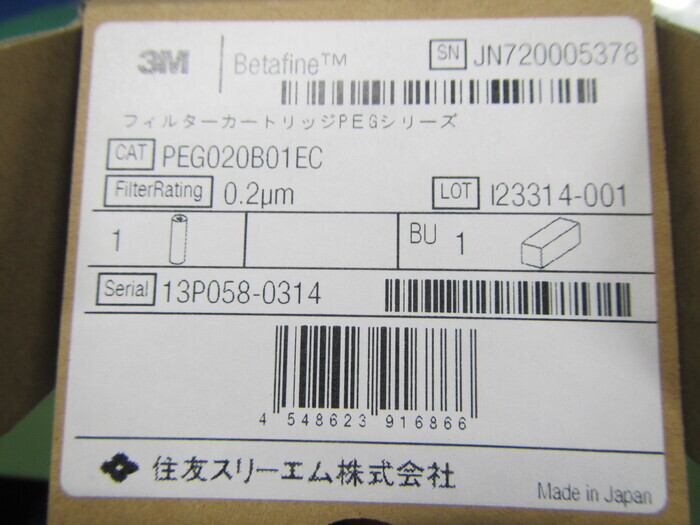 3M Betafine™ SN JN720005378
フィルターカートリッジPEGシリーズ
CAT PEG020B01EC
FilterRating 0.2µm LOT I23314-001
1 BU 1
Serial 13P058-0314
4 548623 916866
住友スリーエム株式会社
Made in Japan